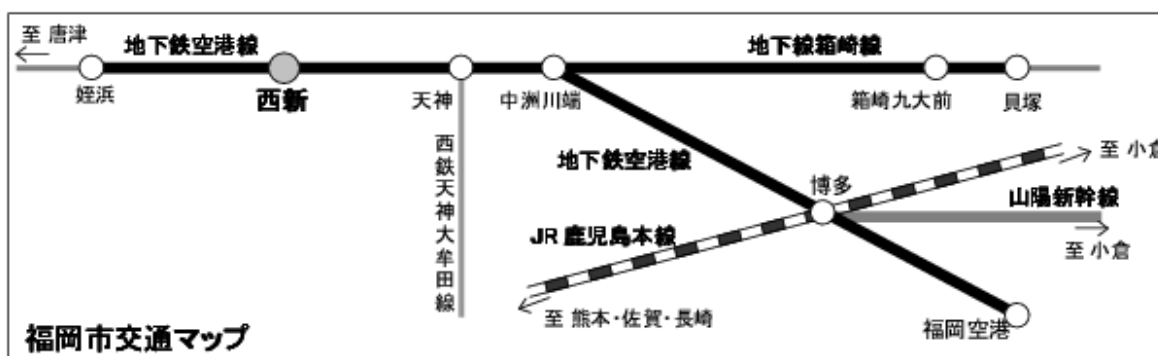 至 唐津
地下鉄空港線
地下線箱崎線
姪浜
西新
天神
中洲川端
箱崎九大前
貝塚
西鉄天神大牟田線
地下鉄空港線
博多
至 小倉
山陽新幹線
JR 鹿児島本線
至 小倉
至 熊本・佐賀・長崎
福岡空港
福岡市交通マップ